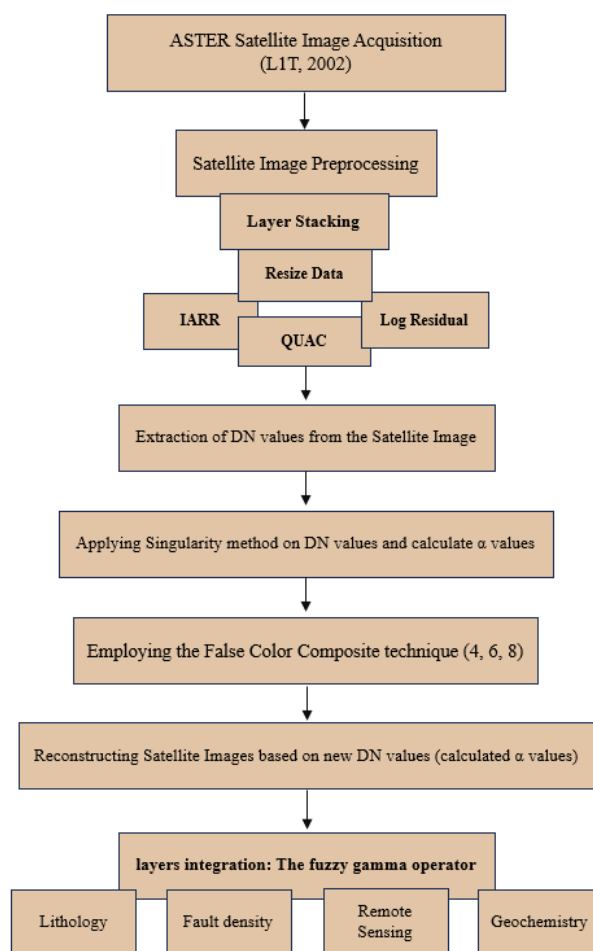 ASTER Satellite Image Acquisition
(L1T, 2002)
Satellite Image Preprocessing
Layer Stacking
Resize Data
IARR
Log Residual
QUAC
Extraction of DN values from the Satellite Image
Applying Singularity method on DN values and calculate α values
Employing the False Color Composite technique (4, 6, 8)
Reconstructing Satellite Images based on new DN values (calculated α values)
layers integration: The fuzzy gamma operator
Lithology
Fault density
Remote
Sensing
Geochemistry